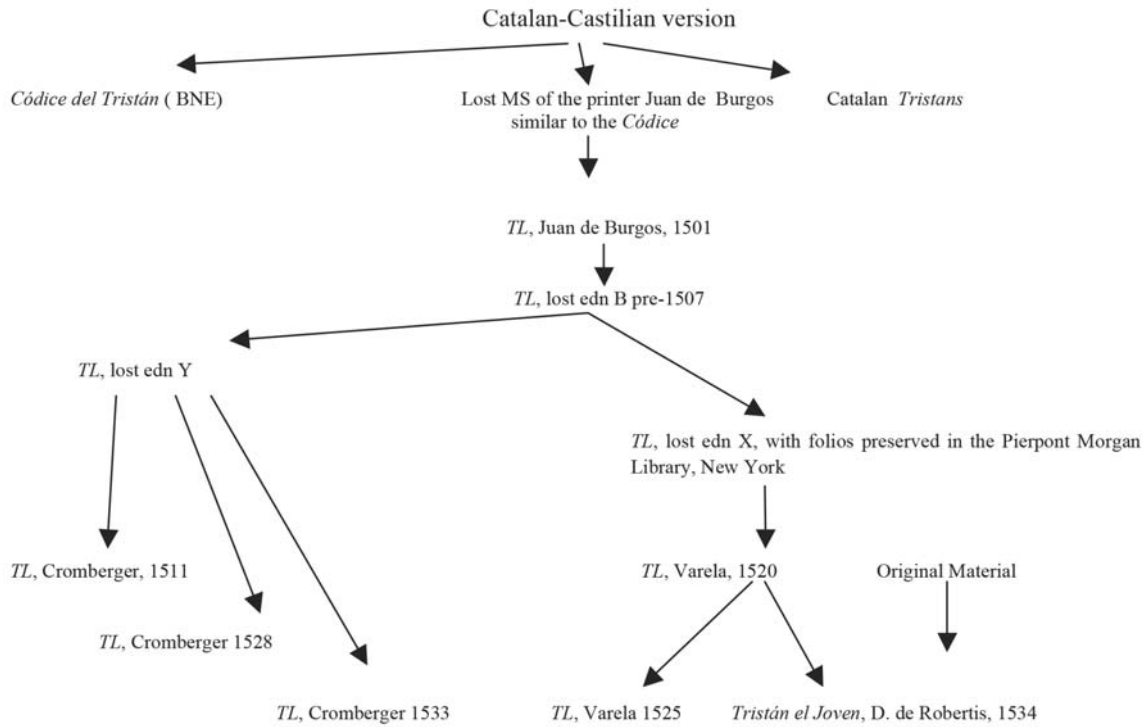 Catalan-Castilian version
Códice del Tristán ( BNE)
Lost MS of the printer Juan de Burgos
similar to the Códice
Catalan Tristans
TL, Juan de Burgos, 1501
TL, lost edn B pre-1507
TL, lost edn Y
TL, lost edn X, with folios preserved in the Pierpont Morgan
Library, New York
TL, Cromberger, 1511
TL, Varela, 1520
Original Material
TL, Cromberger 1528
TL, Cromberger 1533
TL, Varela 1525
Tristán el Joven, D. de Robertis, 1534